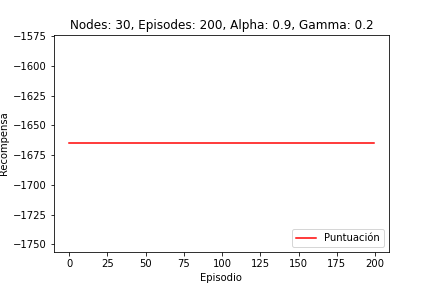 Nodes: 30, Episodes: 200, Alpha: 0.9, Gamma: 0.2
−1575
−1600
−1625
−1650
−1675
−1700
−1725
−1750
Recompensa
Puntuación
0 25 50 75 100 125 150 175 200
Episodio